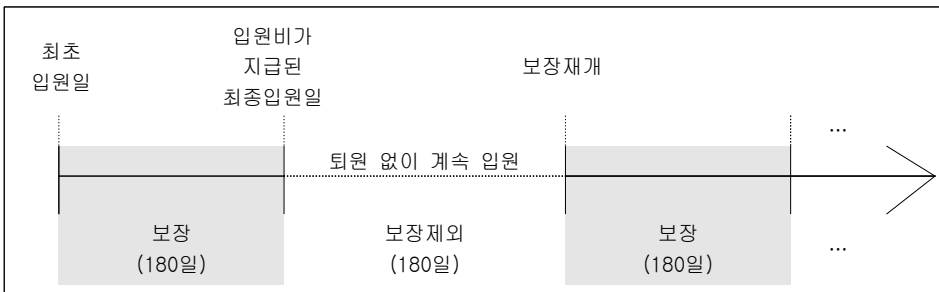 최초
입원일
입원비가
지급된
최종입원일
보장재개
...
퇴원 없이 계속 입원
보장
(180일)
보장제외
(180일)
보장
(180일)
...